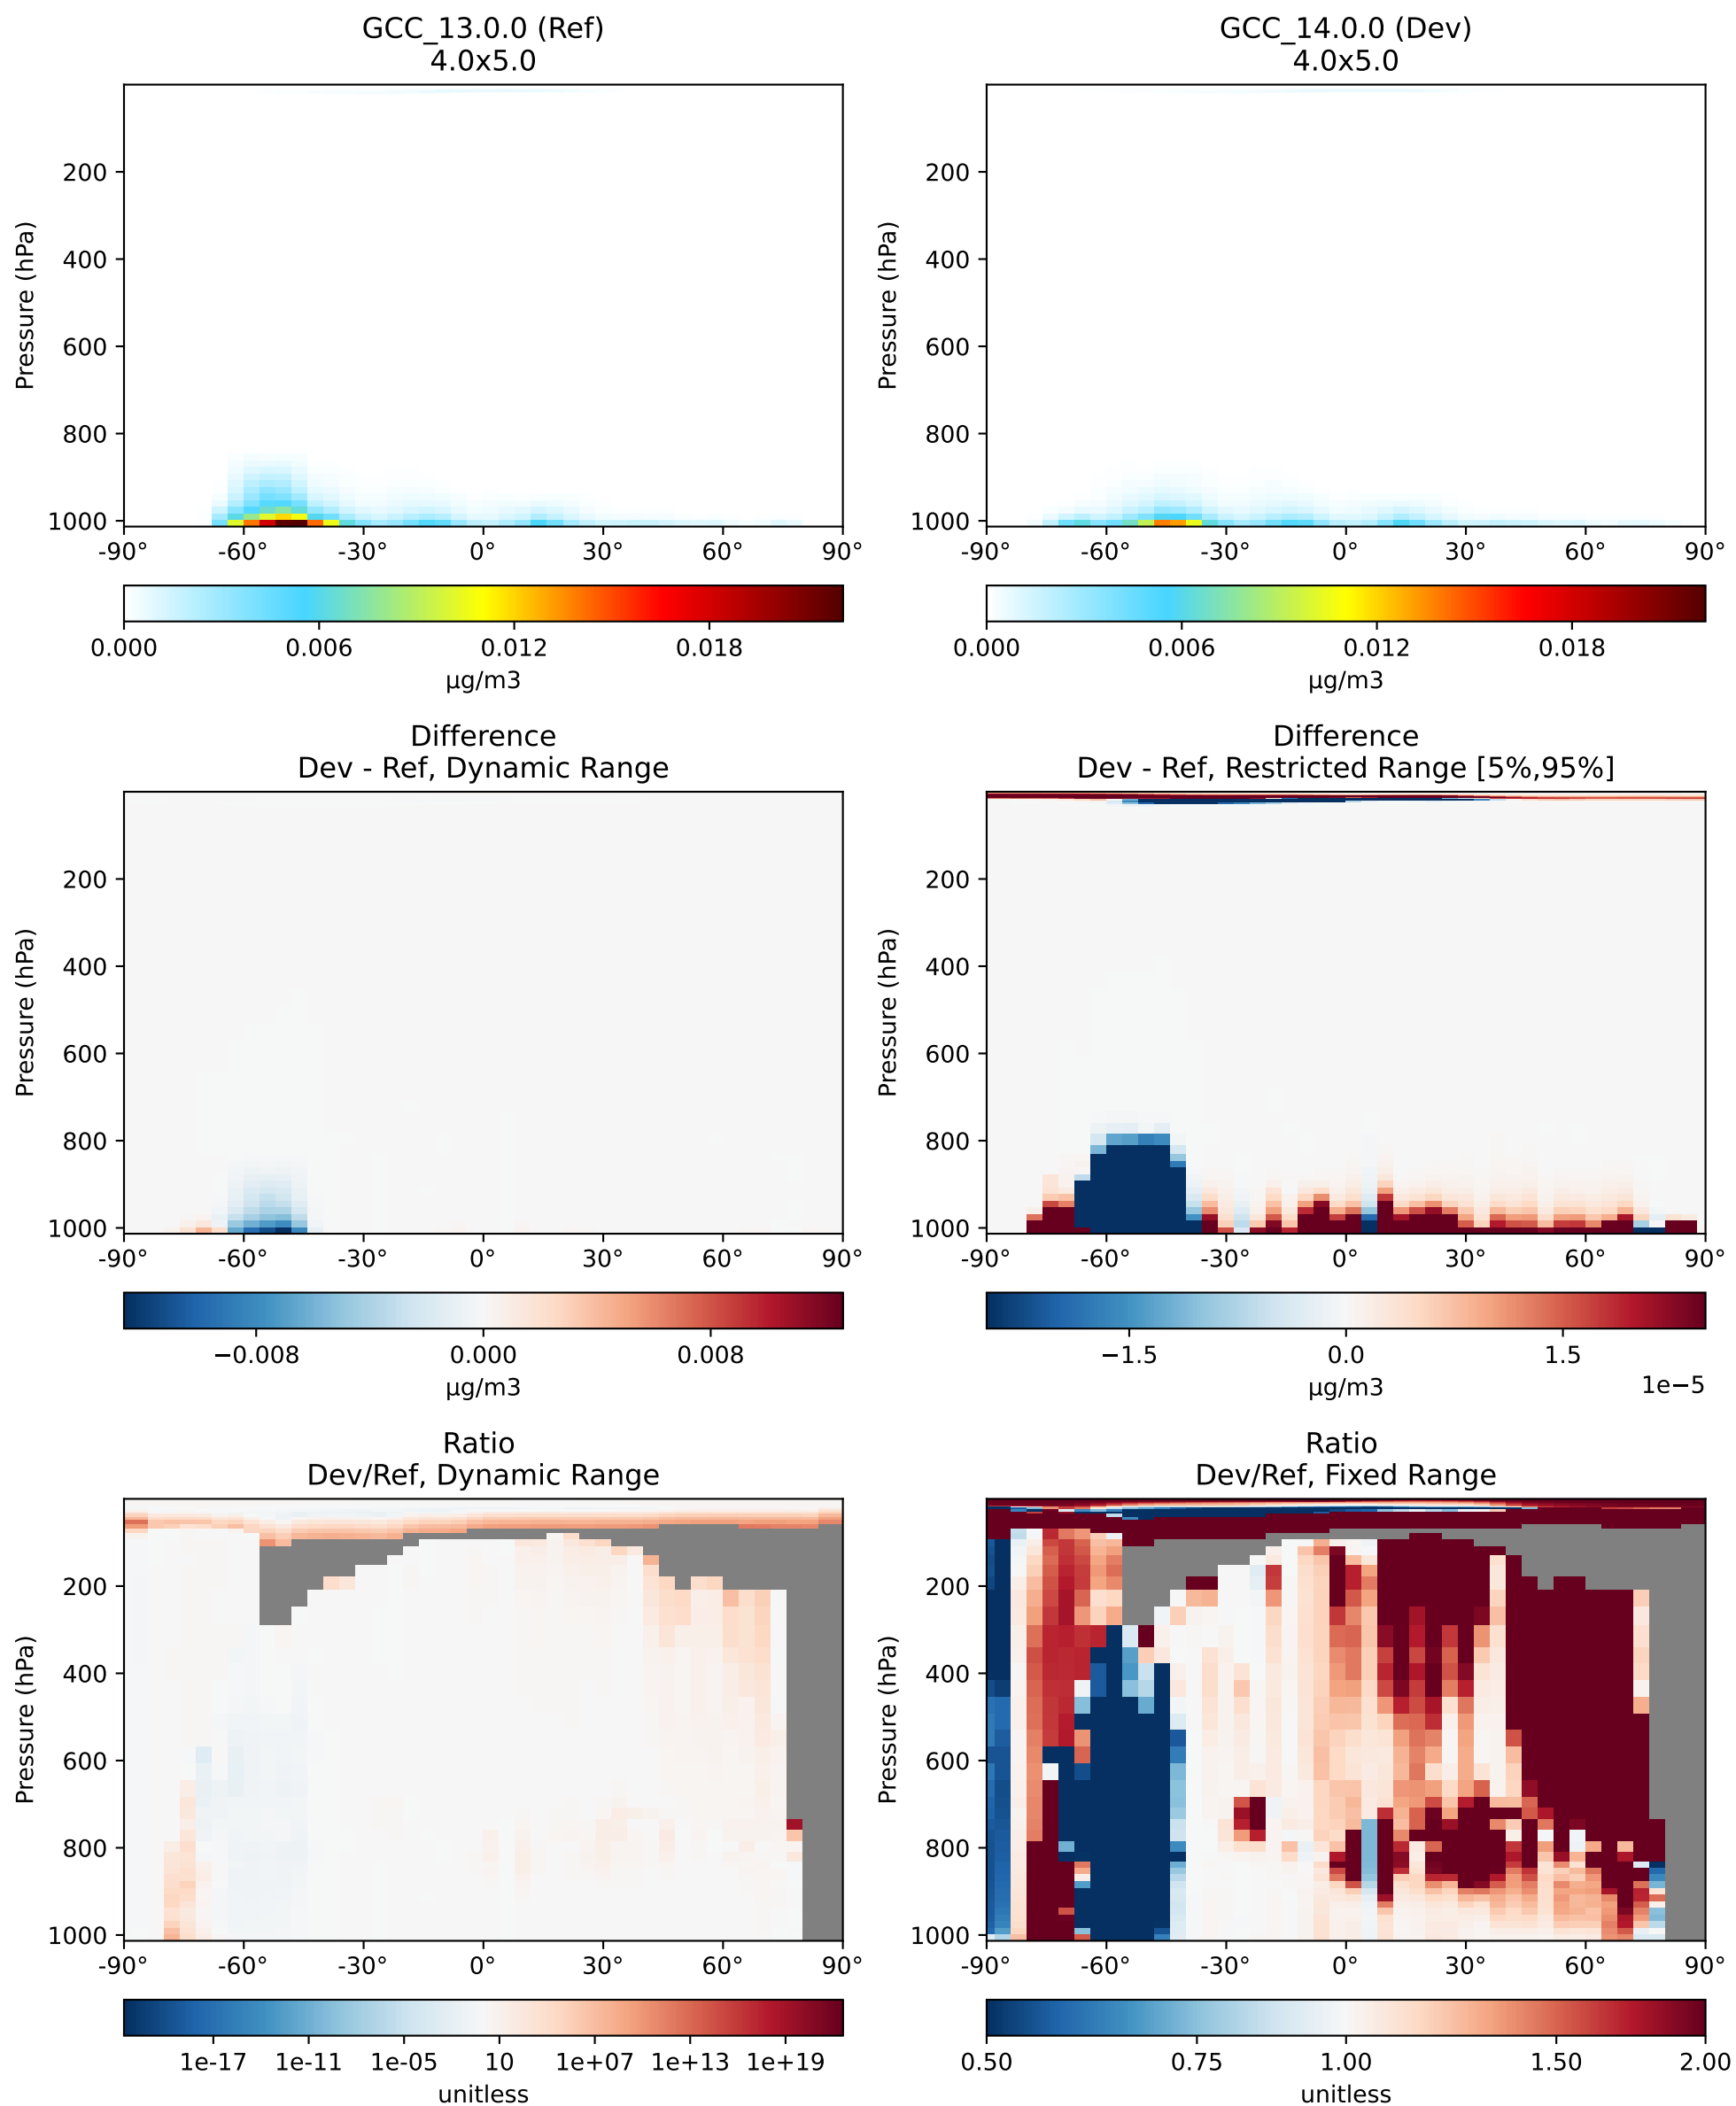 GCC_13.0.0 (Ref)
4.0x5.0
Pressure (hPa)
200
400
600
800
1000
-90° -60° -30° 0° 30° 60° 90°
0.000 0.006 0.012 0.018
µg/m3
GCC_14.0.0 (Dev)
4.0x5.0
Pressure (hPa)
200
400
600
800
1000
-90° -60° -30° 0° 30° 60° 90°
0.000 0.006 0.012 0.018
µg/m3
Difference
Dev - Ref, Dynamic Range
Pressure (hPa)
200
400
600
800
1000
-90° -60° -30° 0° 30° 60° 90°
−0.008 0.000 0.008
µg/m3
Difference
Dev - Ref, Restricted Range [5%,95%]
Pressure (hPa)
200
400
600
800
1000
-90° -60° -30° 0° 30° 60° 90°
−1.5 0.0 1.5
µg/m3 1e−5
Ratio
Dev/Ref, Dynamic Range
Pressure (hPa)
200
400
600
800
1000
-90° -60° -30° 0° 30° 60° 90°
1e-17 1e-11 1e-05 10 1e+07 1e+13 1e+19
unitless
Ratio
Dev/Ref, Fixed Range
Pressure (hPa)
200
400
600
800
1000
-90° -60° -30° 0° 30° 60° 90°
0.50 0.75 1.00 1.50 2.00
unitless